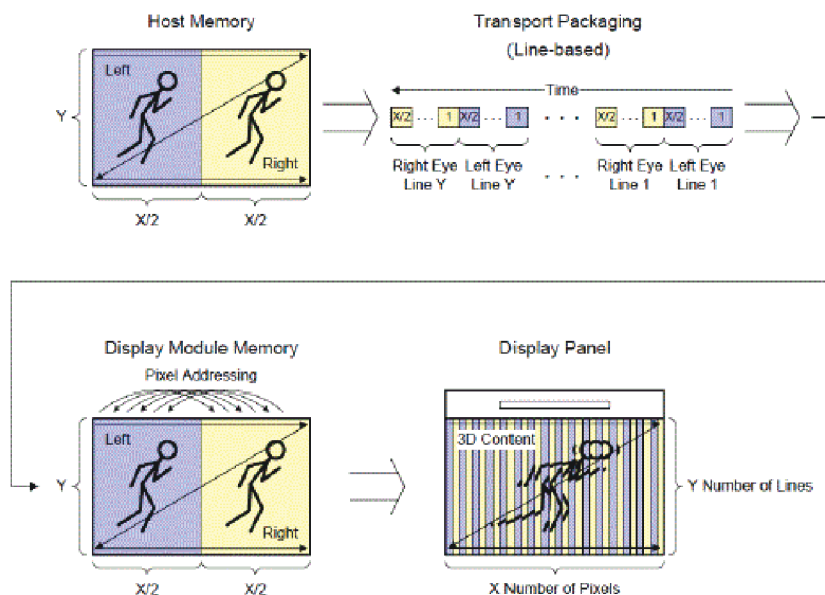 Host Memory
Transport Packaging
(Line-based)
Left
Right
Y
X/2
X/2
Time
X/2 . . . 1 X/2 . . . 1 . . . X/2 . . . 1 X/2 . . . 1
Right Eye Left Eye Right Eye Left Eye
Line Y Line Y . . . Line 1 Line 1
Display Module Memory
Pixel Addressing
Left
Right
Y
X/2
X/2
Display Panel
3D Content
Y Number of Lines
X Number of Pixels